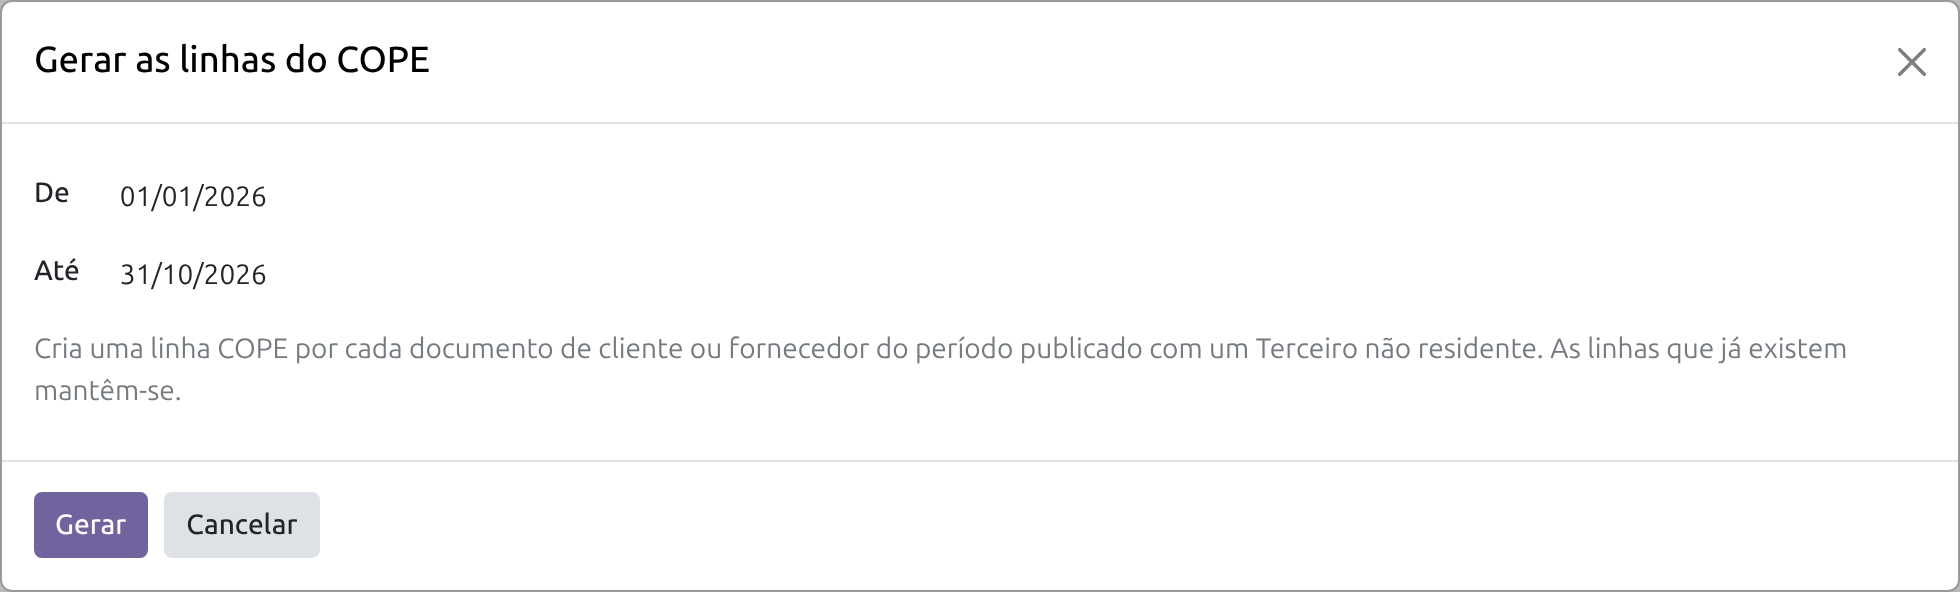 Gerar as linhas do COPE
De 01/01/2026
Até 31/10/2026
Cria uma linha COPE por cada documento de cliente ou fornecedor do período publicado com um Terceiro não residente. As linhas que já existem
mantêm-se.
Gerar Cancelar